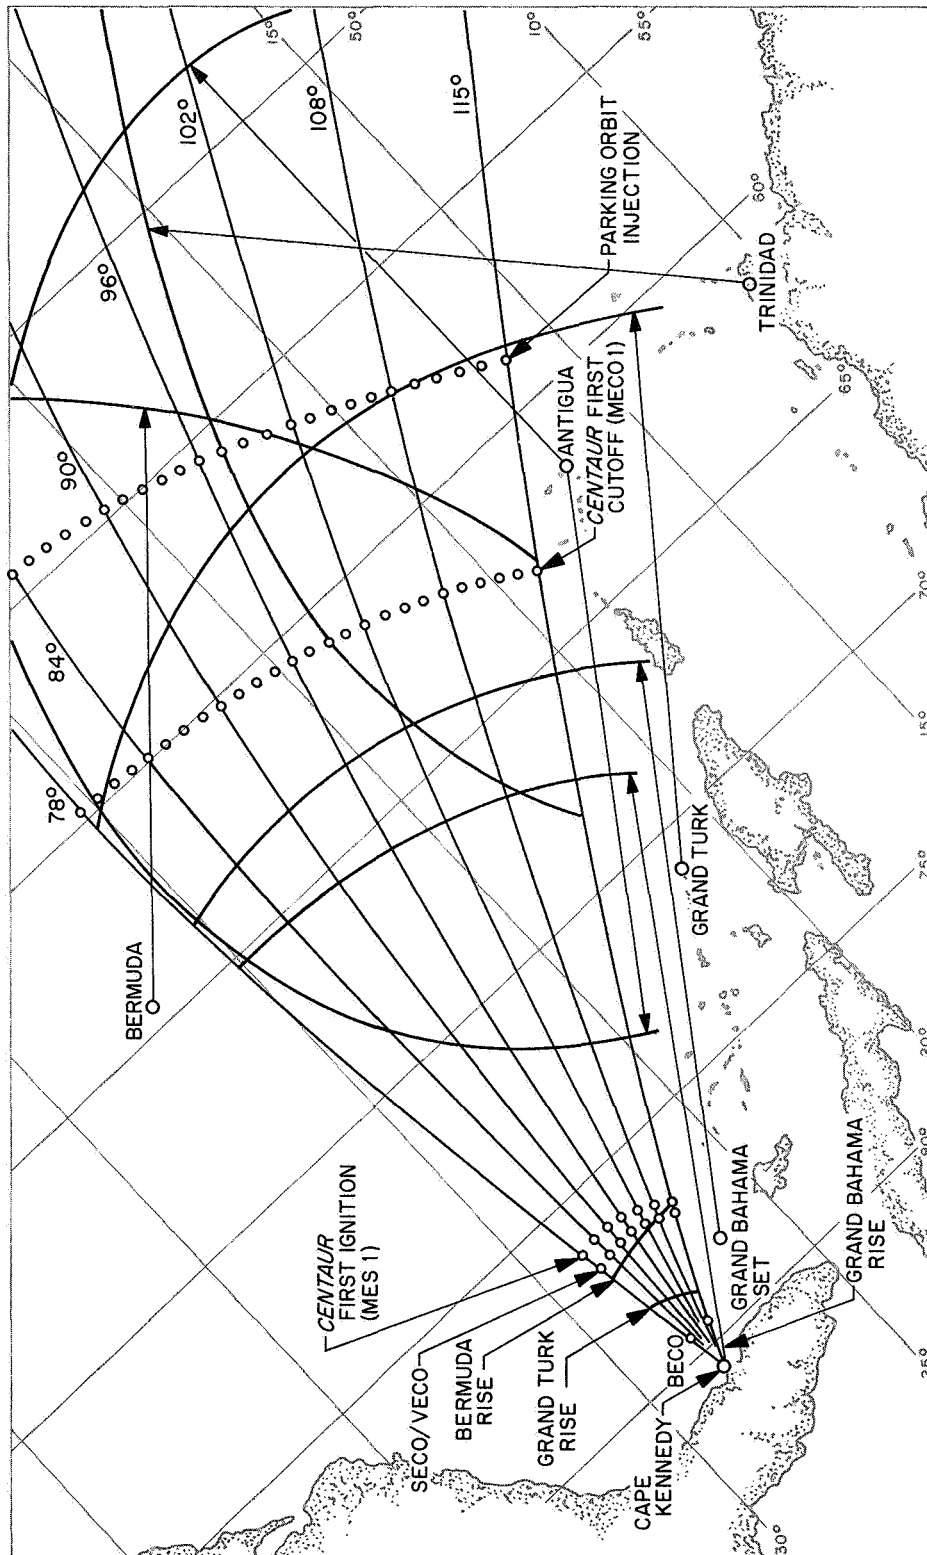 15°
50°
10°
55°
102°
108°
115°
96°
PARKING ORBIT
INJECTION
60°
TRINIDAD
90°
ANTIGUA
CENTAUR FIRST
CUTOFF (MECO1)
65°
84°
78°
70°
15°
BERMUDA
GRAND TURK
75°
20°
CENTAUR
FIRST IGNITION
(MES 1)
SECO/VECO
BERMUDA
RISE
GRAND TURK
RISE
BECO
CAPE
KENNEDY
GRAND BAHAMA
SET
GRAND BAHAMA
RISE
80°
25°
30°